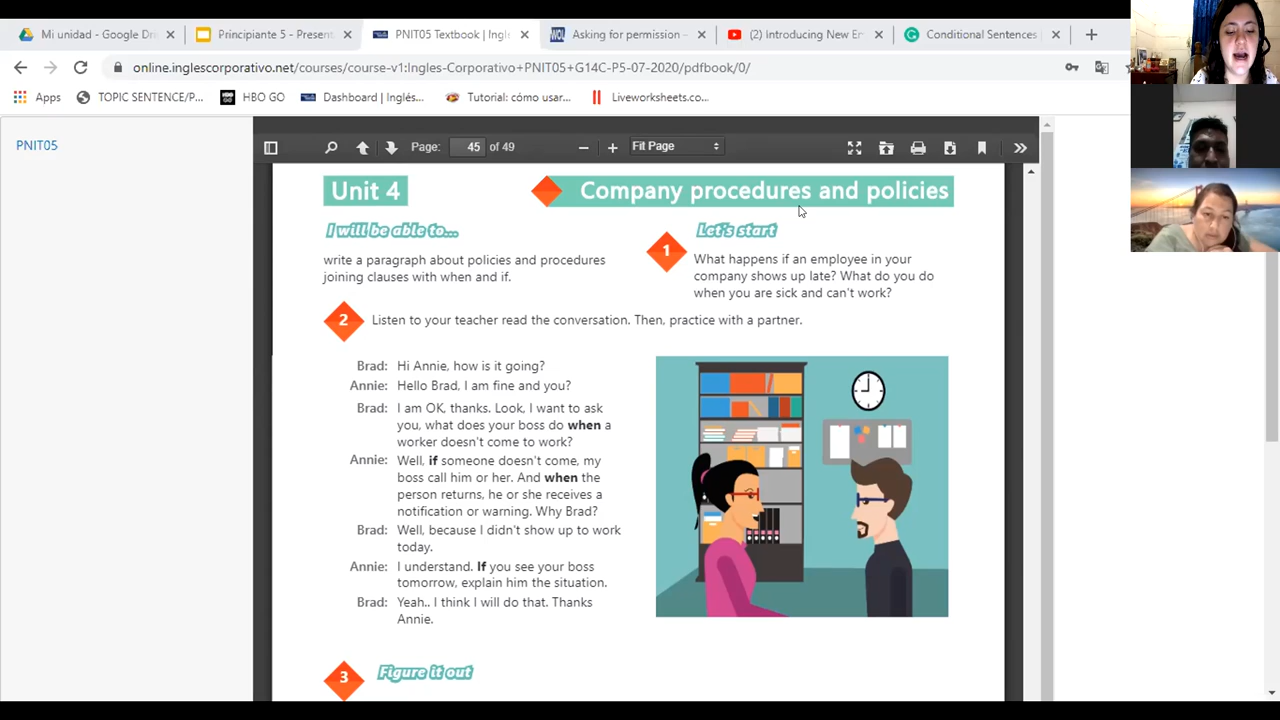 Mi unidad - Google Dri
Principiante 5 - Present
PNIT05 Textbook | Ingl
Asking for permission –
(2) Introducing New En
Conditional Sentences
online.inglescorporativo.net/courses/course-v1:Ingles-Corporativo+PNIT05+G14C-P5-07-2020/pdfbook/0/
Apps
TOPIC SENTENCE/P...
HBO GO
Dashboard | Inglés...
Tutorial: cómo usar...
Liveworksheets.co...
PNIT05
Page: 45 of 49
Fit Page
Unit 4
Company procedures and policies
I will be able to...
write a paragraph about policies and procedures
joining clauses with when and if.
Let's start
1
What happens if an employee in your
company shows up late? What do you do
when you are sick and can't work?
2
Listen to your teacher read the conversation. Then, practice with a partner.
Brad: Hi Annie, how is it going?
Annie: Hello Brad, I am fine and you?
Brad: I am OK, thanks. Look, I want to ask
you, what does your boss do when a
worker doesn't come to work?
Annie: Well, if someone doesn't come, my
boss call him or her. And when the
person returns, he or she receives a
notification or warning. Why Brad?
Brad: Well, because I didn't show up to work
today.
Annie: I understand. If you see your boss
tomorrow, explain him the situation.
Brad: Yeah.. I think I will do that. Thanks
Annie.
3
Figure it out